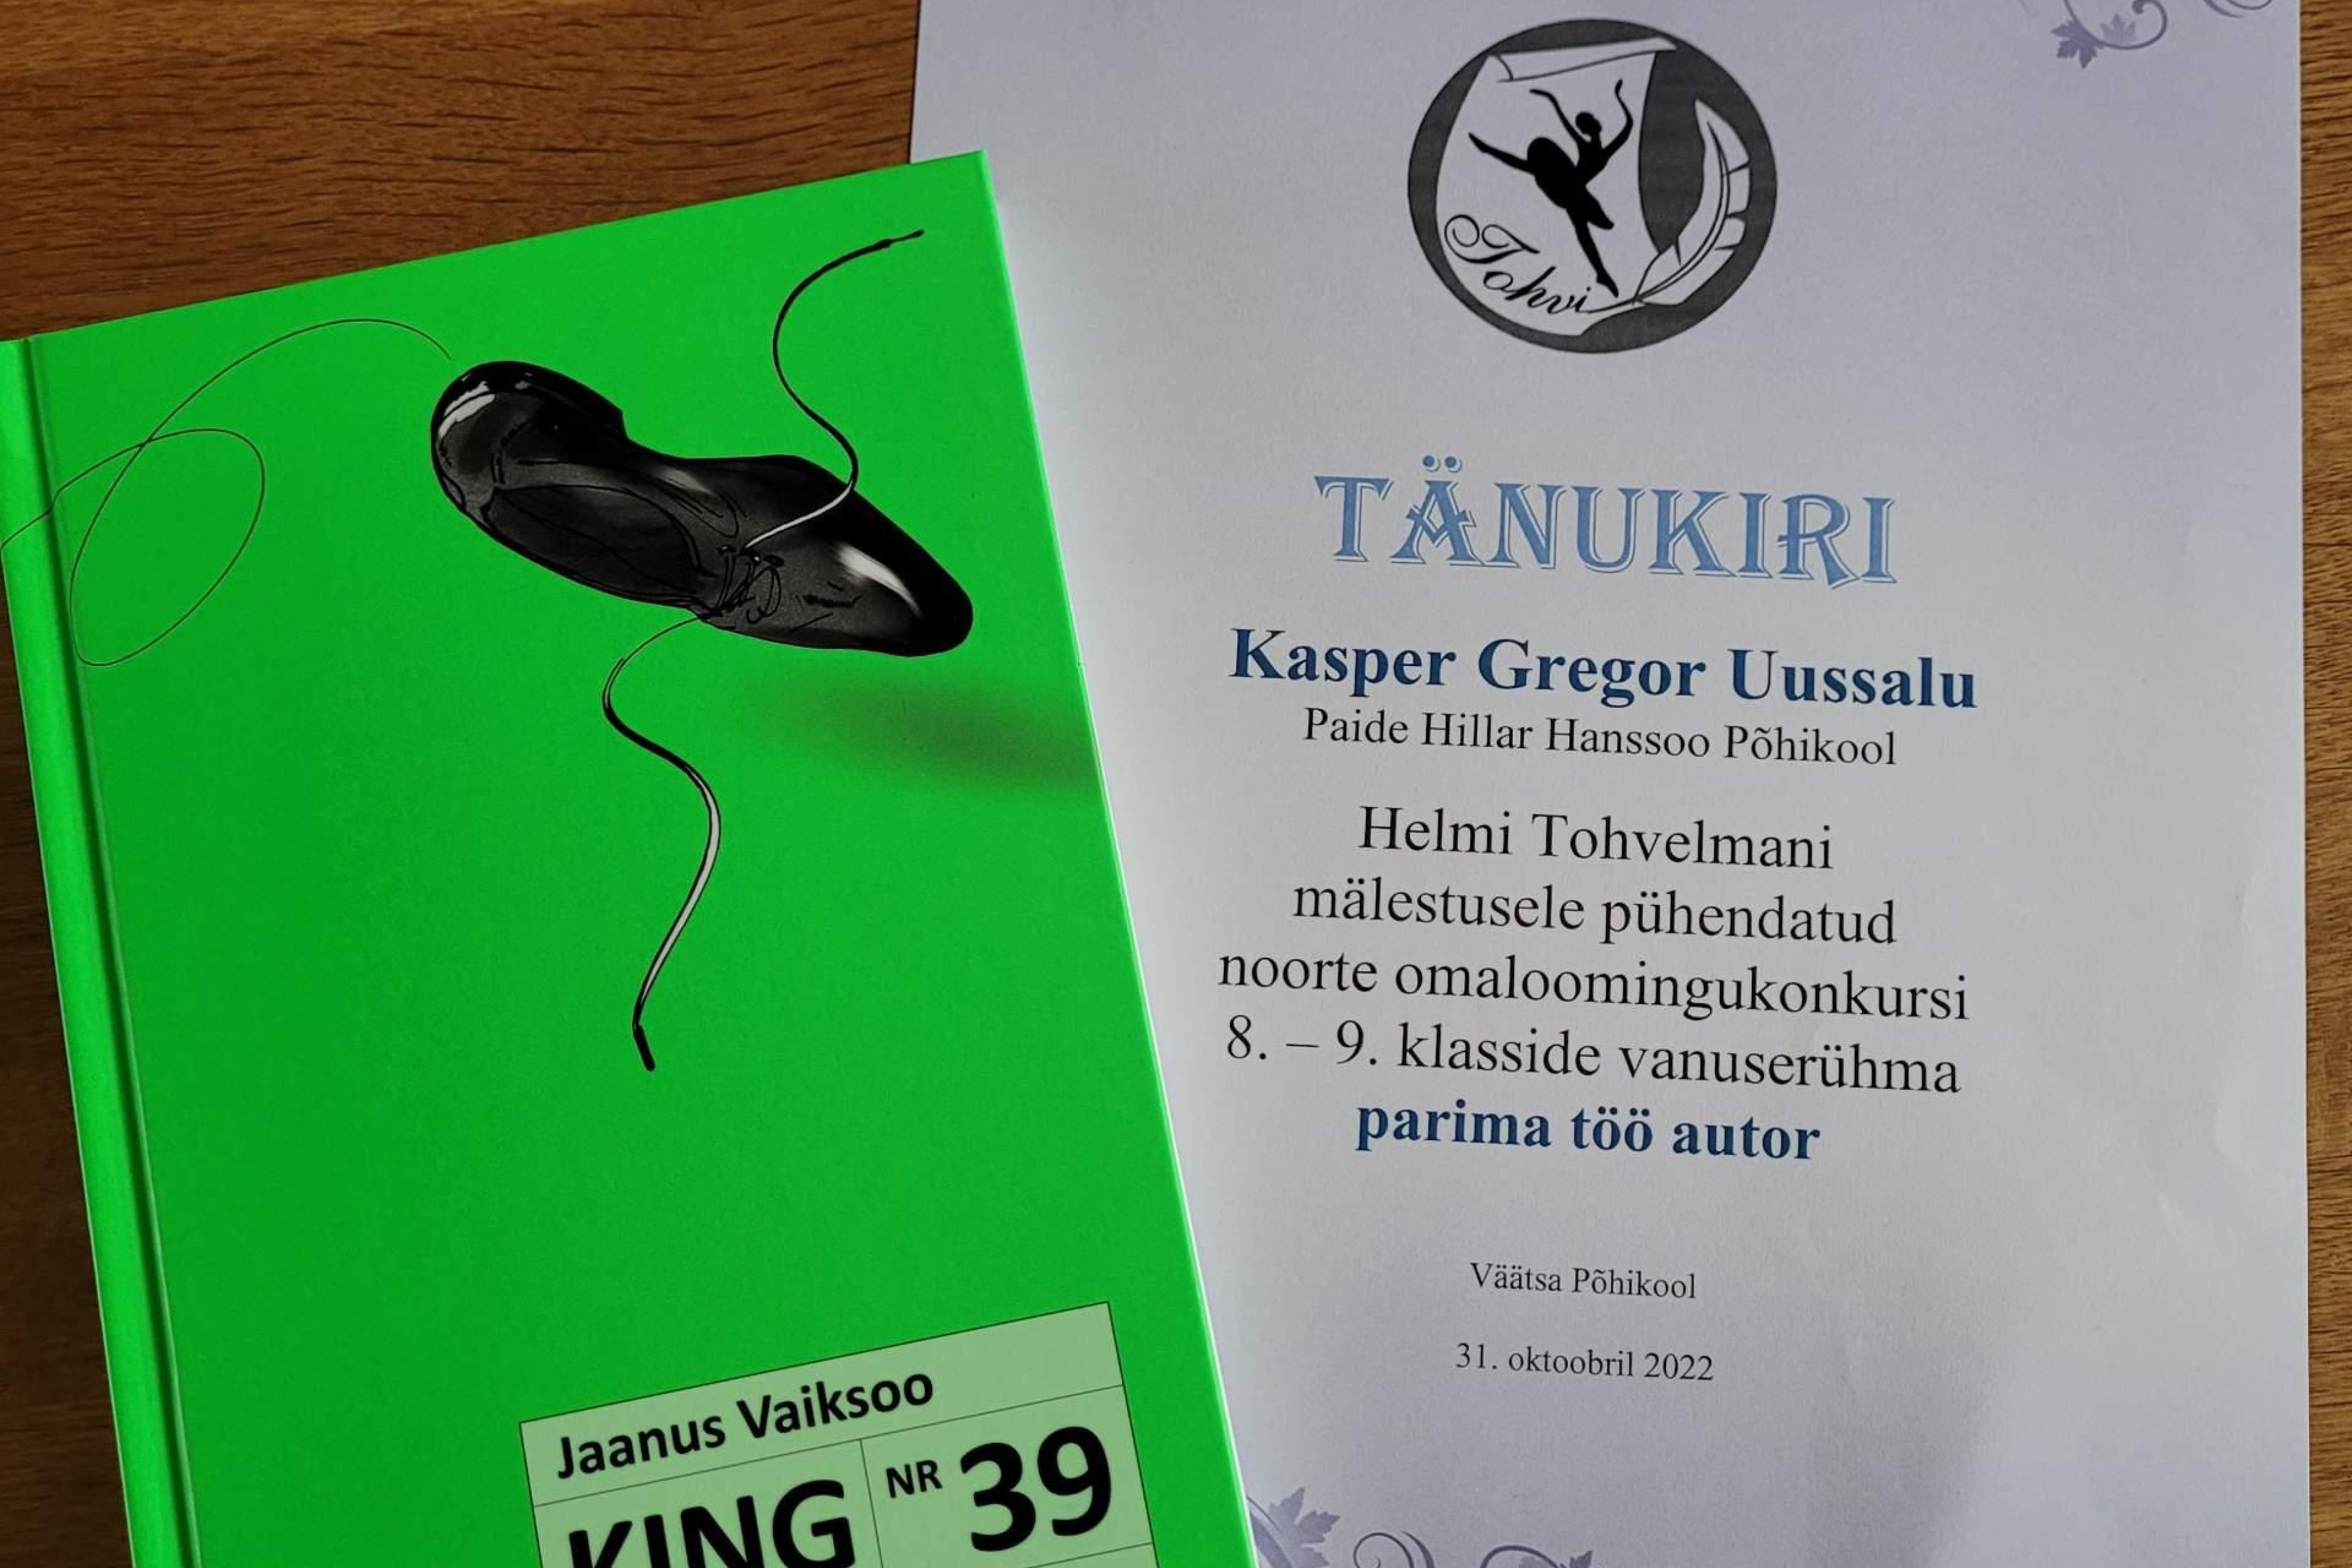 Tohvi
TÄNUKIRI
Kasper Gregor Uussalu
Paide Hillar Hanssoo Põhikool
Helmi Tohvelmani
mälestusele pühendatud
noorte omaloomingukonkursi
8. – 9. klasside vanuserühma
parima töö autor
Väätsa Põhikool
31. oktoobril 2022
Jaanus Vaiksoo
KING NR 39